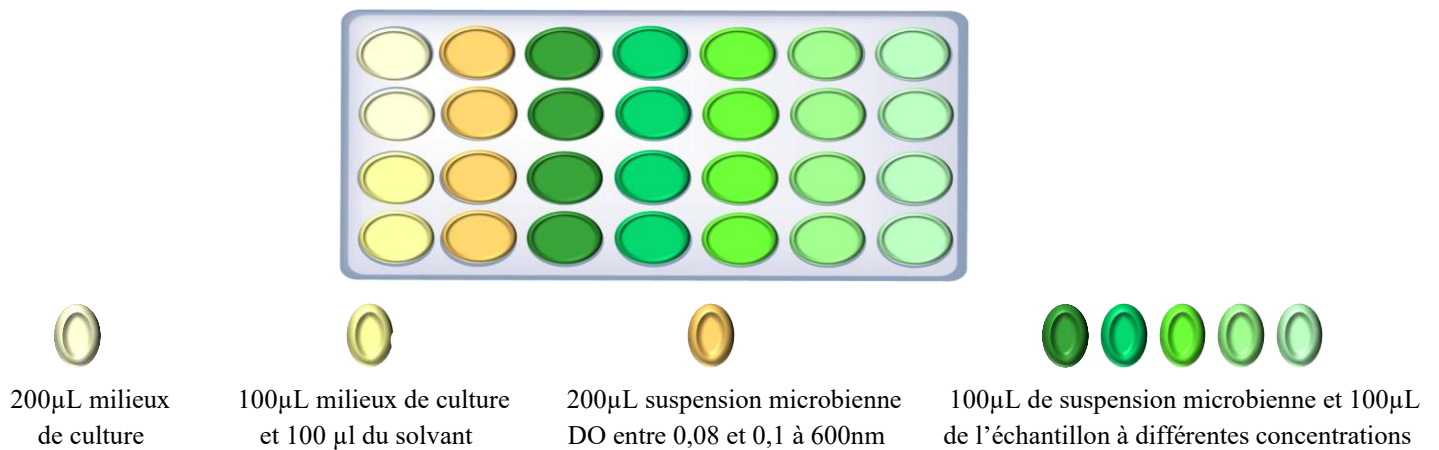 200µL milieux
de culture
100µL milieux de culture
et 100 µl du solvant
200µL suspension microbienne
DO entre 0,08 et 0,1 à 600nm
100µL de suspension microbienne et 100µL
de l’échantillon à différentes concentrations